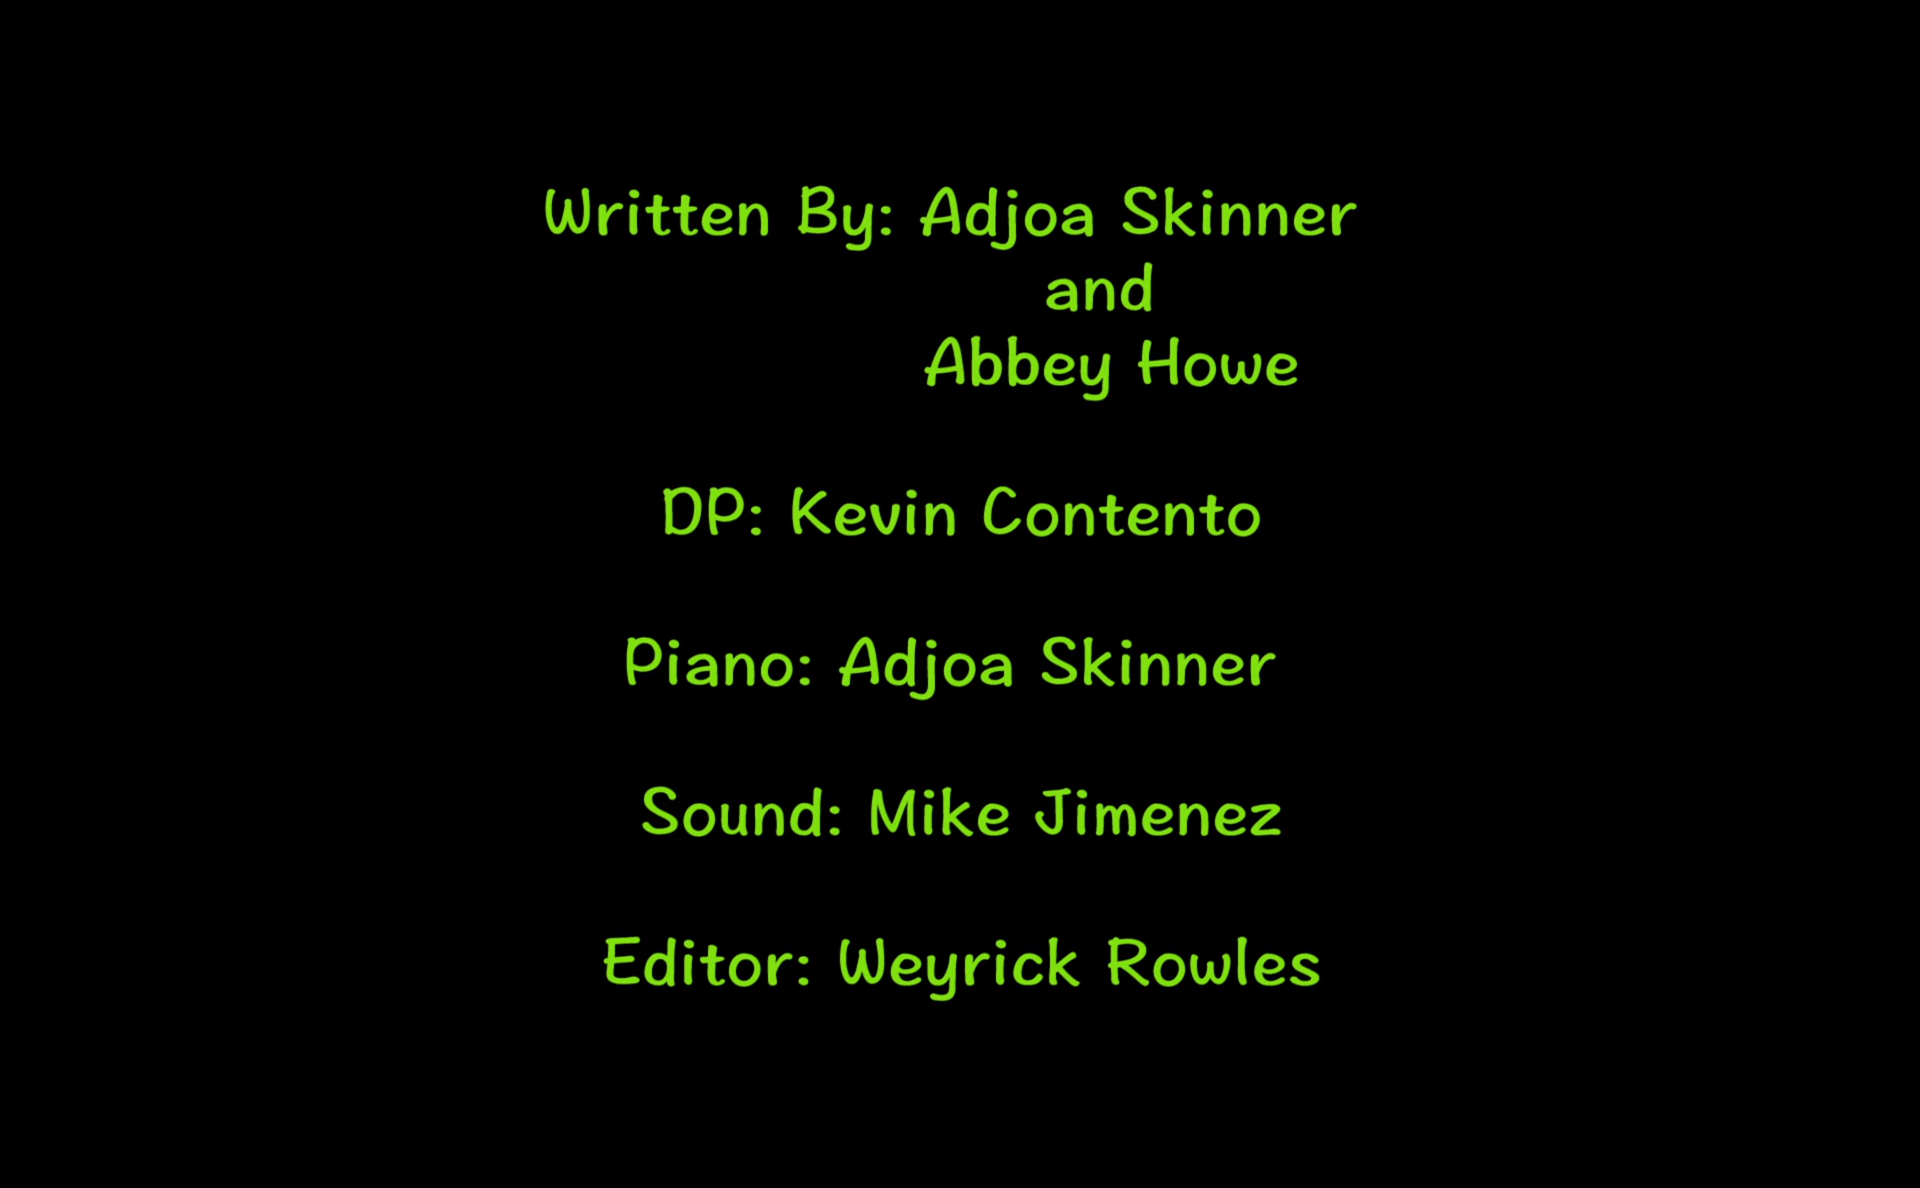 Written By: Adjoa Skinner
and
Abbey Howe
DP: Kevin Contento
Piano: Adjoa Skinner
Sound: Mike Jimenez
Editor: Weyrick Rowles